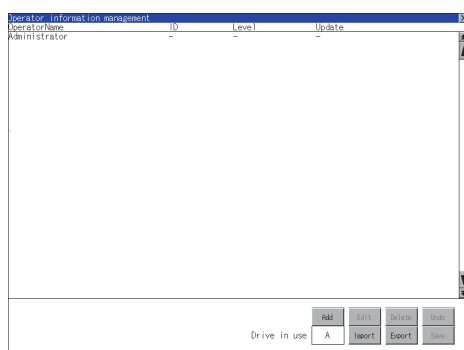 Operator information management
OperatorName ID Level Update
Administrator - - -
Add Edit Delete Undo
Drive in use A Import Export Save